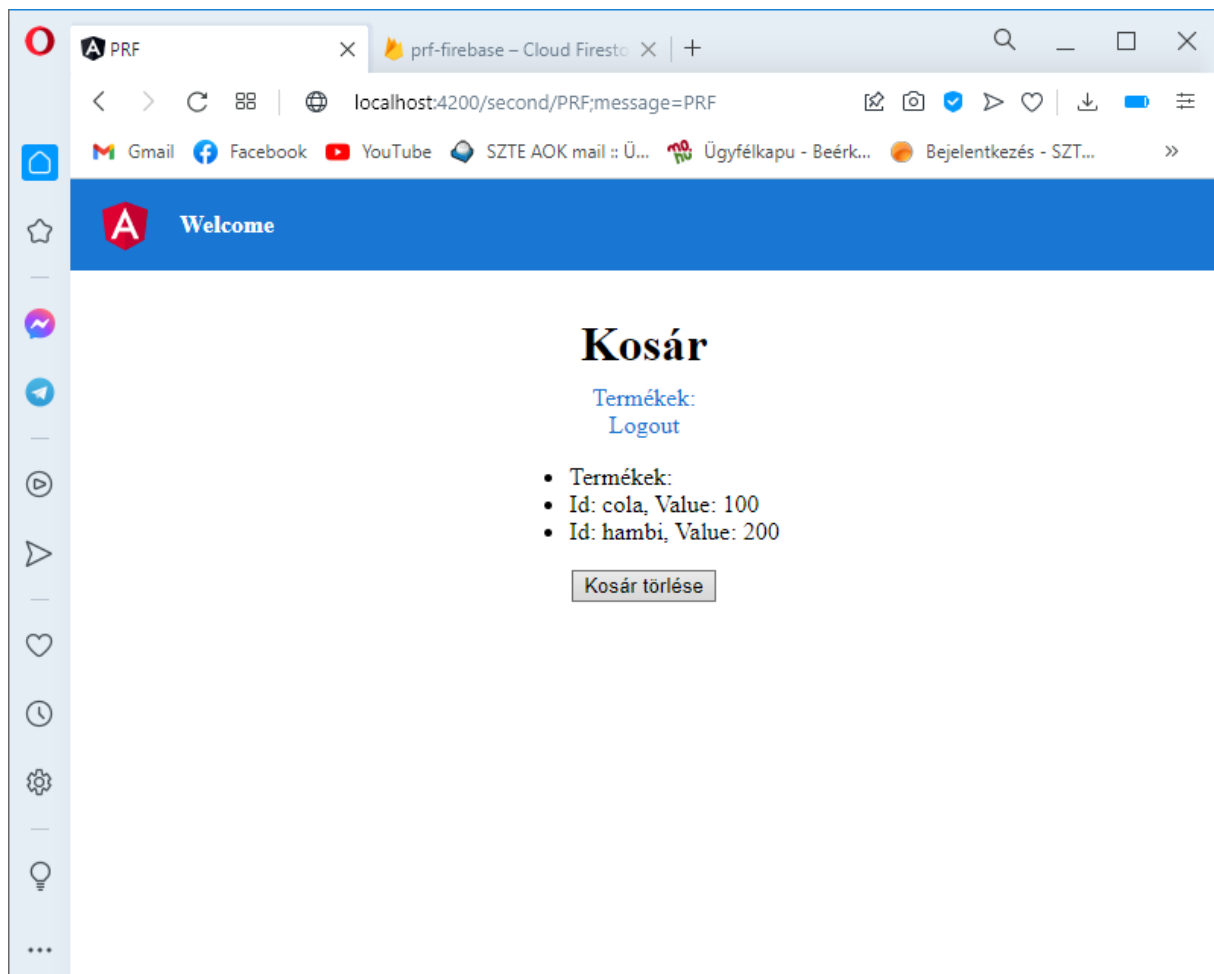 PRF
prf-firebase – Cloud Firesto
localhost:4200/second/PRF;message=PRF
Gmail Facebook YouTube SZTE AOK mail :: Ü... Ügyfélkapu - Beérk... Bejelentkezés - SZT...
Welcome
Kosár
Termékek:
Logout
Termékek:
Id: cola, Value: 100
Id: hambi, Value: 200
Kosár törlése